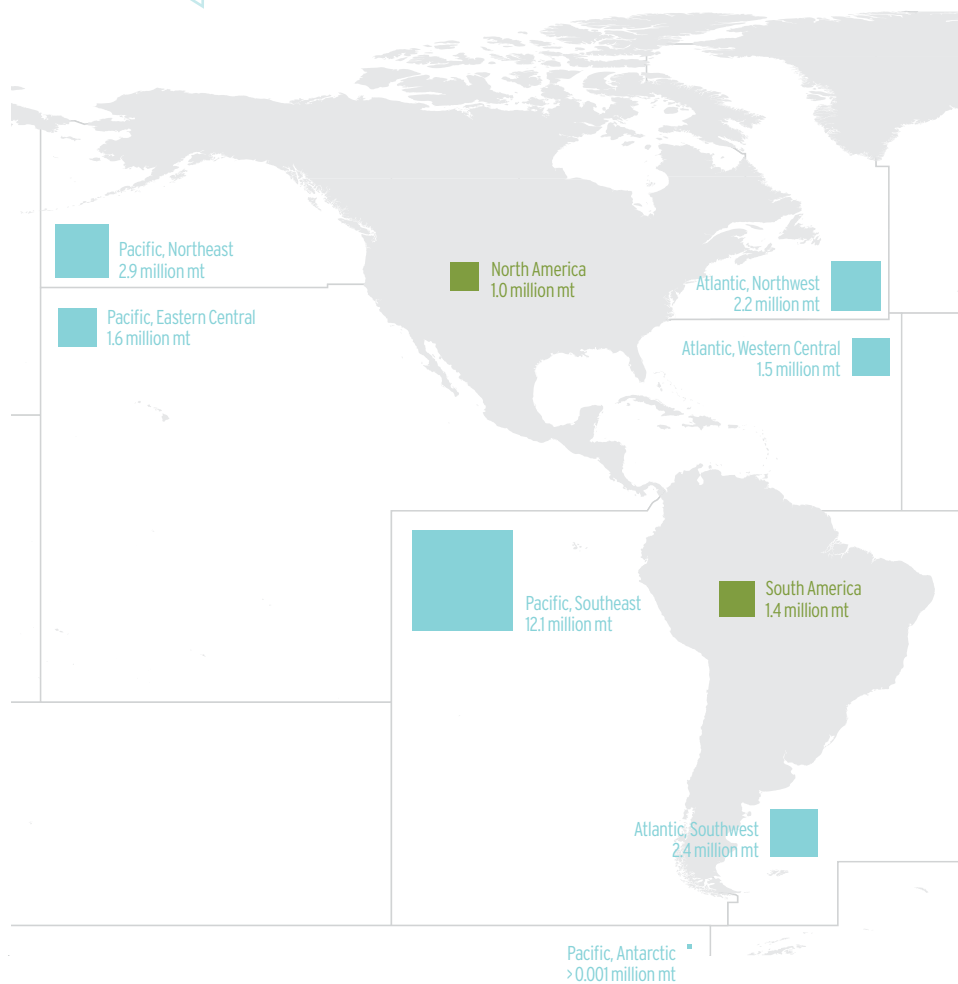 Pacific, Northeast
2.9 million mt
North America
1.0 million mt
Atlantic, Northwest
2.2 million mt
Pacific, Eastern Central
1.6 million mt
Atlantic, Western Central
1.5 million mt
Pacific, Southeast
12.1 million mt
South America
1.4 million mt
Atlantic, Southwest
2.4 million mt
Pacific, Antarctic
> 0.001 million mt